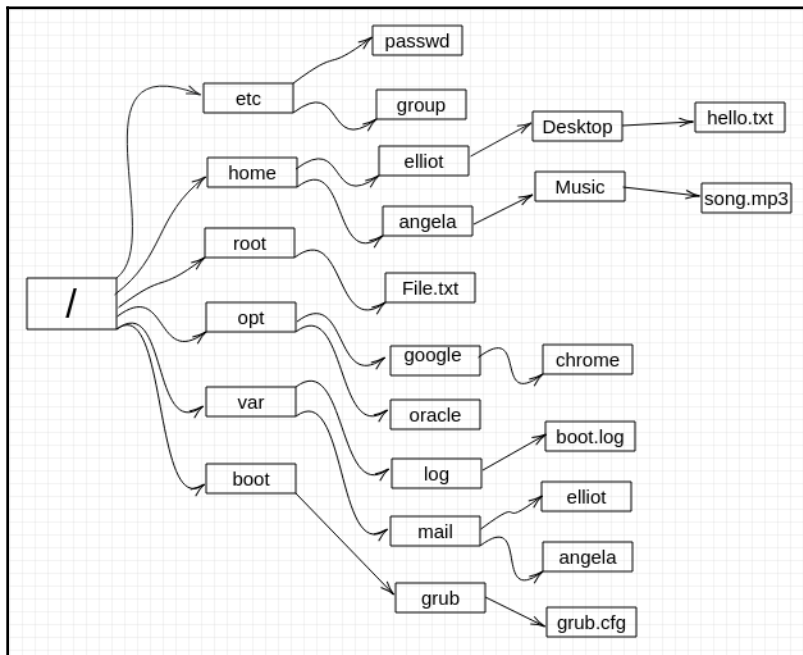 /
etc
passwd
group
home
elliot
Desktop
hello.txt
angela
Music
song.mp3
root
File.txt
opt
google
chrome
oracle
var
log
boot.log
mail
elliot
angela
boot
grub
grub.cfg